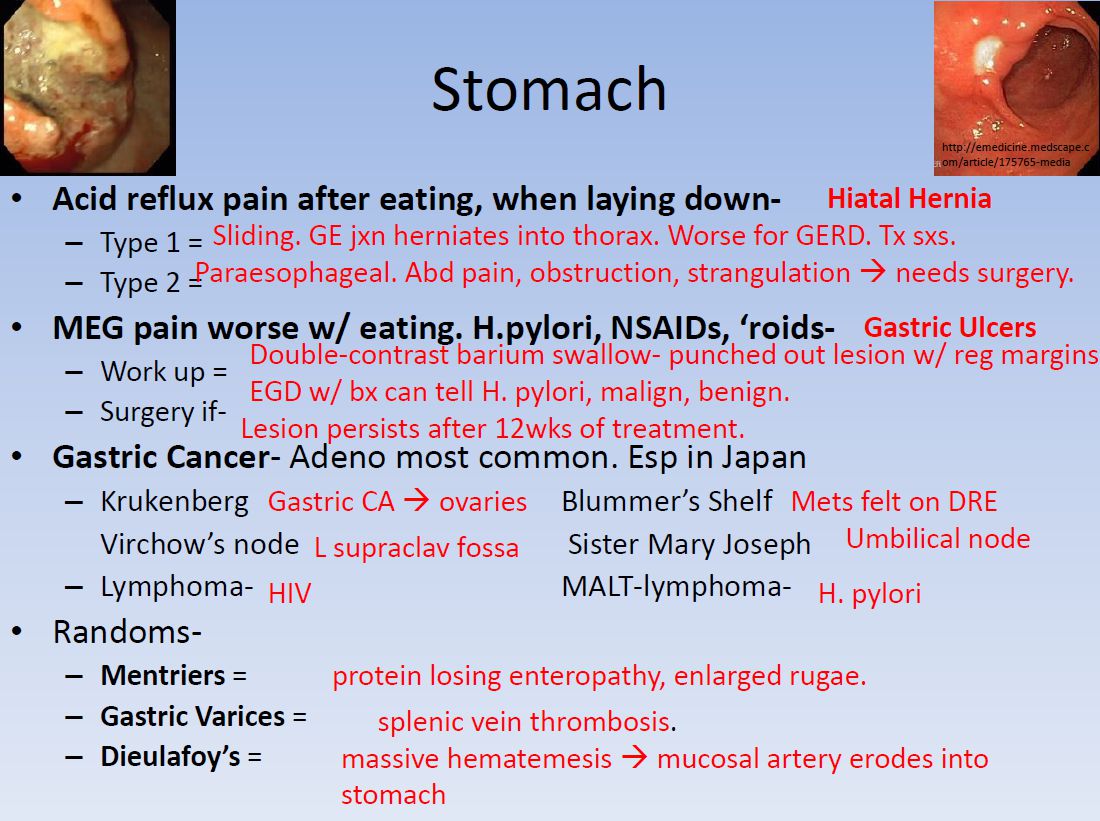 Stomach
http://emedicine.medscape.c
om/article/175765-media
• Acid reflux pain after eating, when laying down- Hiatal Hernia
– Type 1 = Sliding. GE jxn herniates into thorax. Worse for GERD. Tx sxs.
– Type 2 = Paraesophageal. Abd pain, obstruction, strangulation → needs surgery.
• MEG pain worse w/ eating. H.pylori, NSAIDs, ‘roids- Gastric Ulcers
– Work up = Double-contrast barium swallow- punched out lesion w/ reg margins
EGD w/ bx can tell H. pylori, malign, benign.
– Surgery if- Lesion persists after 12wks of treatment.
• Gastric Cancer- Adeno most common. Esp in Japan
– Krukenberg Gastric CA → ovaries Blummer’s Shelf Mets felt on DRE
Virchow’s node L supraclav fossa Sister Mary Joseph Umbilical node
– Lymphoma- HIV MALT-lymphoma- H. pylori
• Randoms-
– Mentriers = protein losing enteropathy, enlarged rugae.
– Gastric Varices = splenic vein thrombosis.
– Dieulafoy’s = massive hematemesis → mucosal artery erodes into
stomach